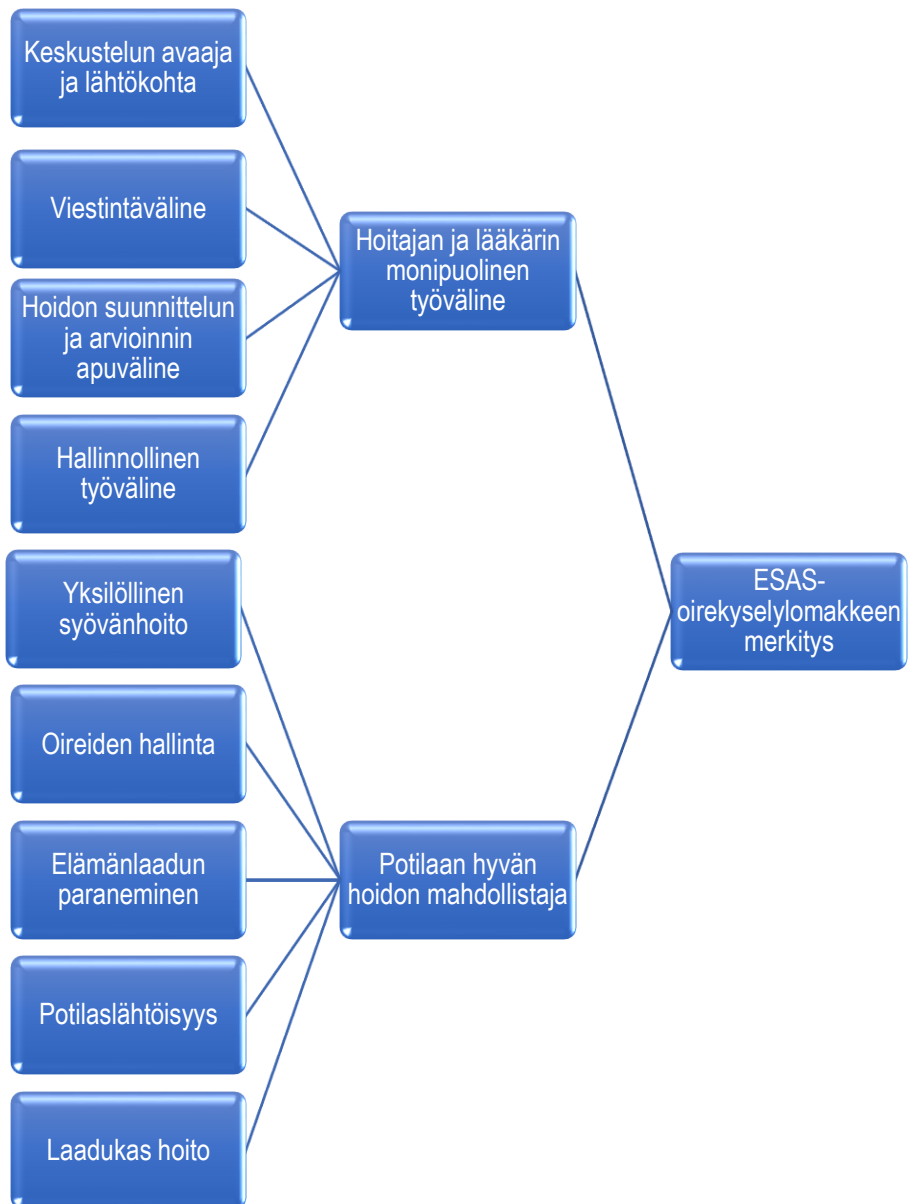 Keskustelun avaaja
ja lähtökohta
Viestintäväline
Hoidon suunnittelun
ja arvioinnin
apuväline
Hallinnollinen
työväline
Hoitajan ja lääkärin
monipuolinen
työväline
Yksilöllinen
syövänhoito
Oireiden hallinta
Elämänlaadun
paraneminen
Potilaslähtöisyys
Laadukas hoito
Potilaan hyvän
hoidon mahdollistaja
ESAS-
oirekyselylomakkeen
merkitys